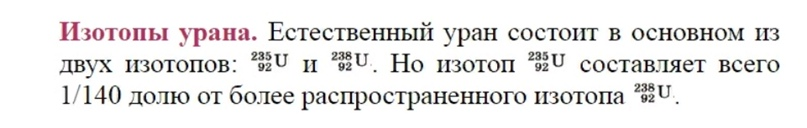 Изотопы урана. Естественный уран состоит в основном из
двух изотопов: ²³⁵₉₂U и ²³⁸₉₂U. Но изотоп ²³⁵₉₂U составляет всего
1/140 долю от более распространенного изотопа ²³⁸₉₂U.